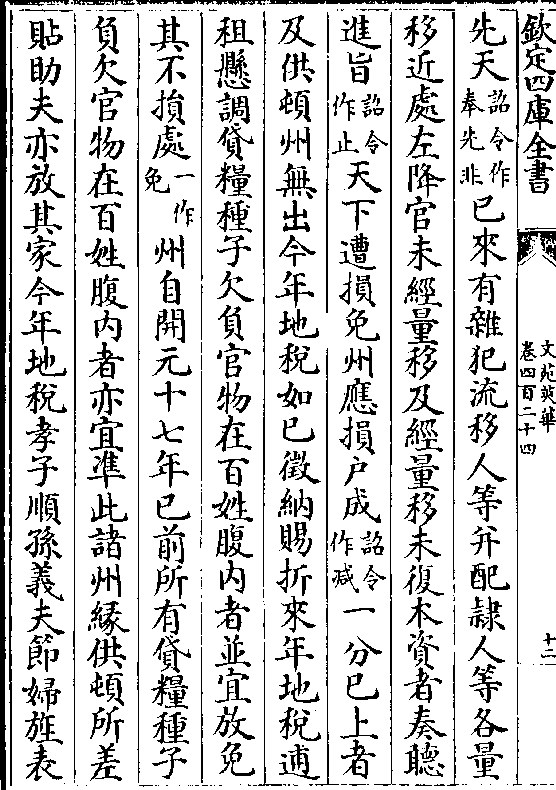 欽定四庫全書
文苑英華
卷四百二十四
十二
先天詔令作奉先非已來有雜犯流移人等并配𨽻人等各量
移近處左降官未經量移及經量移未復本資者奏聽
進旨詔令作止天下遭損免州應損户成詔令作减一分已上者
及供頓州無出今年地稅如已徵納賜折來年地稅逋
租懸調貸糧種子欠負官物在百姓腹内者並宜放免
其不損處一作免州自開元十七年已前所有貸糧種子
負欠官物在百姓腹内者亦宜準此諸州緣供頓所差
貼助夫亦放其家今年地稅孝子順孫義夫節婦旌表